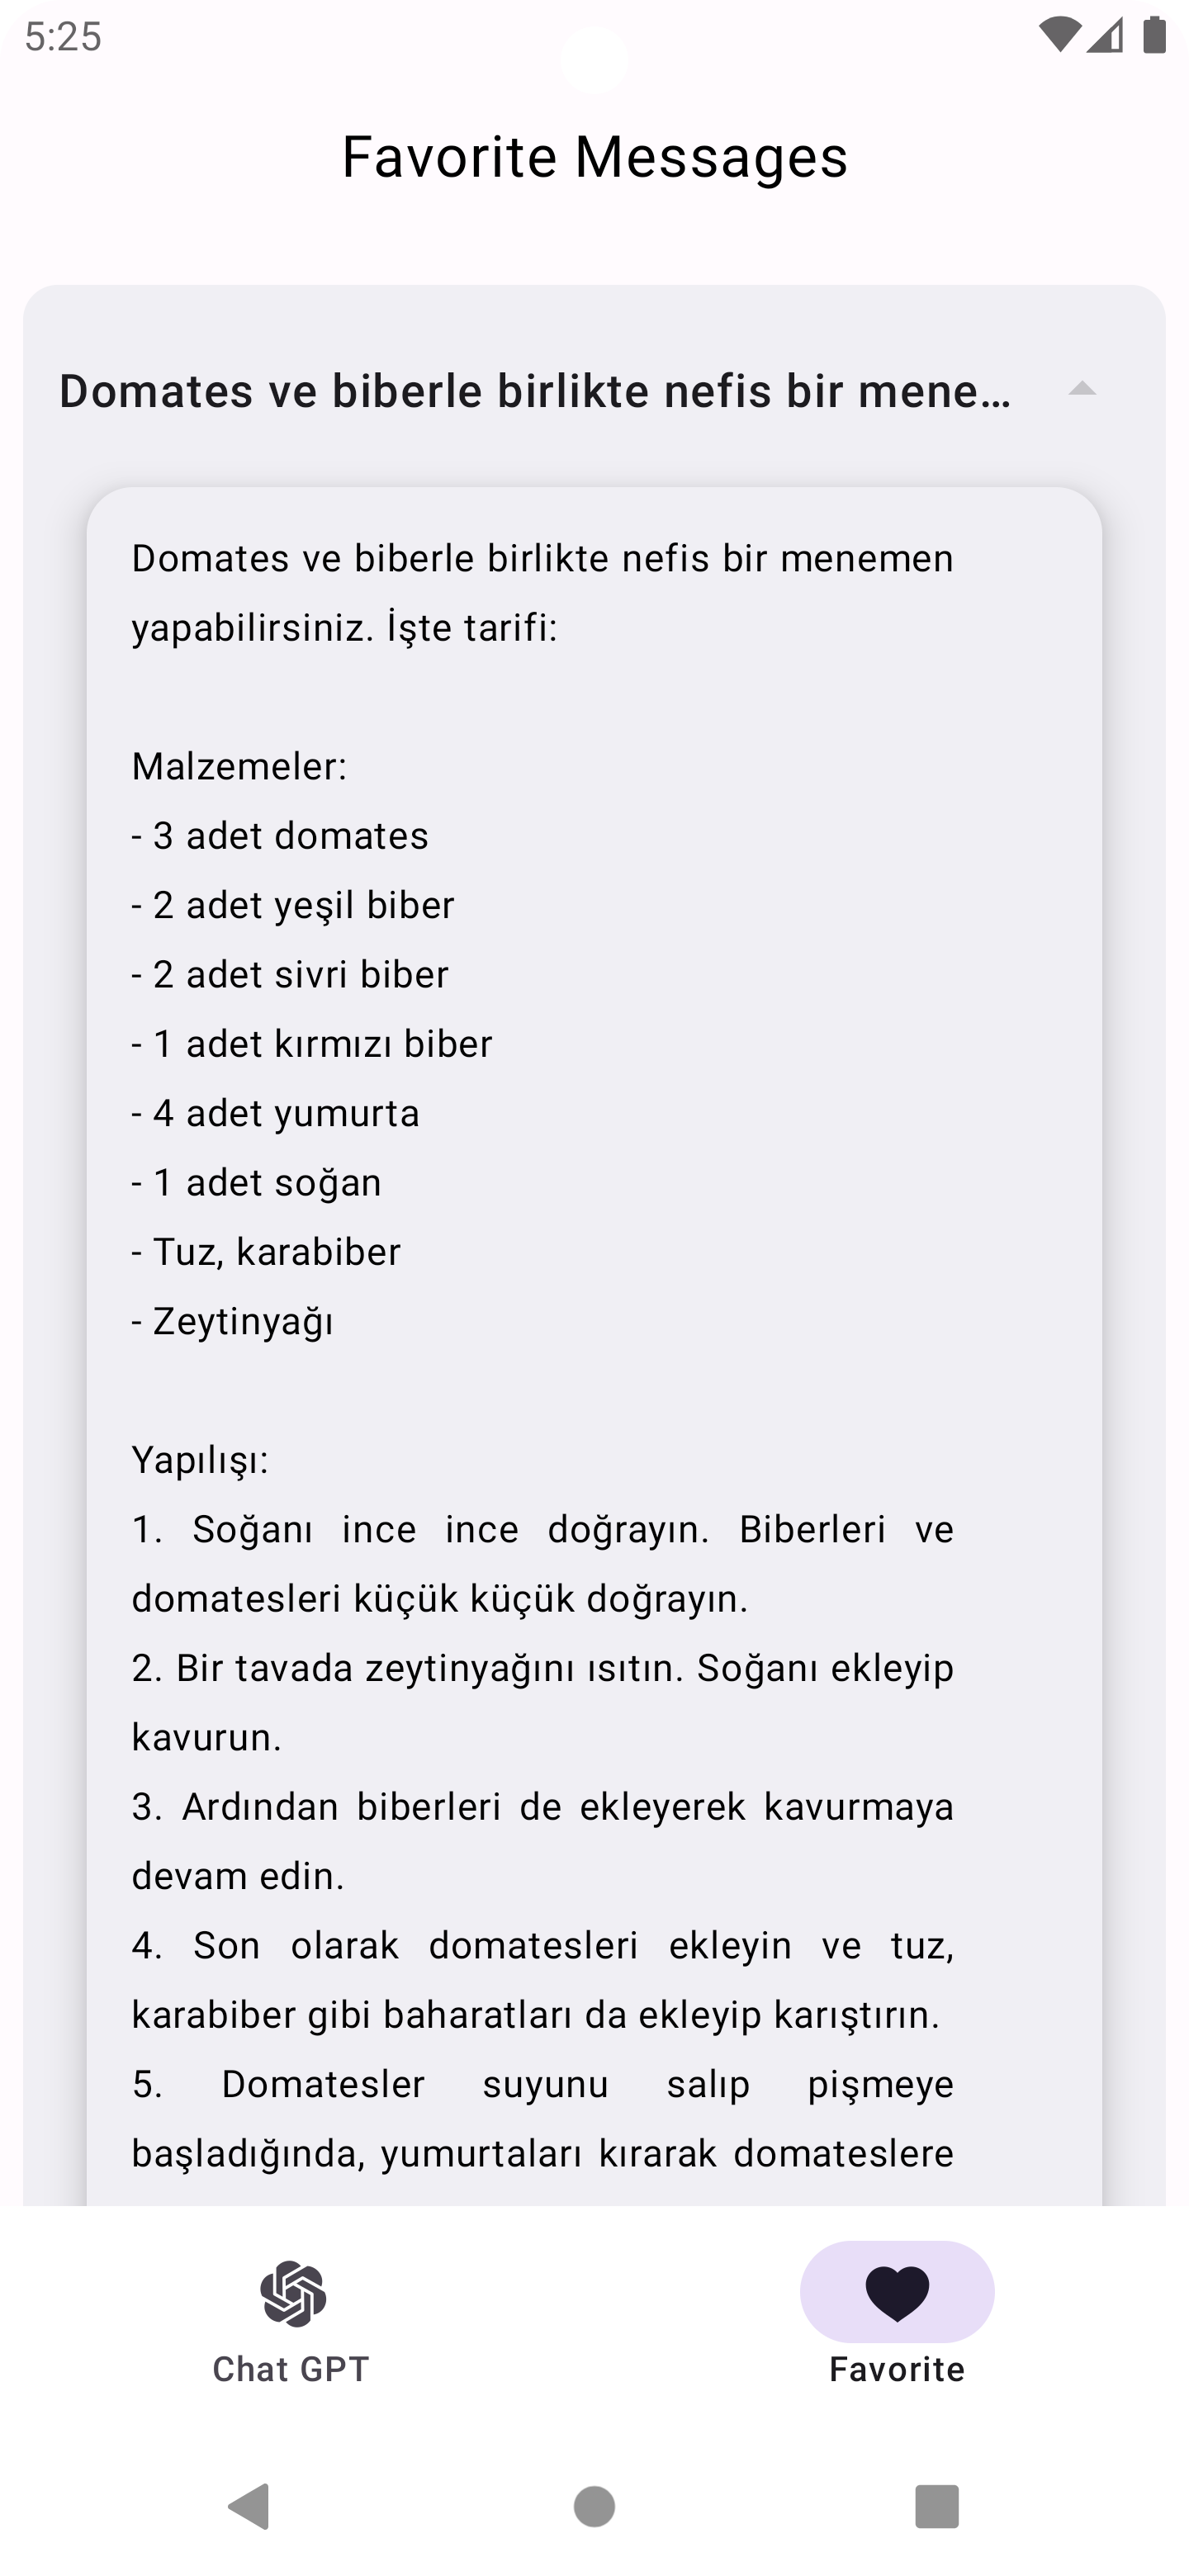 5:25
Favorite Messages
Domates ve biberle birlikte nefis bir mene...
Domates ve biberle birlikte nefis bir menemen
yapabilirsiniz. İşte tarifi:
Malzemeler:
- 3 adet domates
- 2 adet yeşil biber
- 2 adet sivri biber
- 1 adet kırmızı biber
- 4 adet yumurta
- 1 adet soğan
- Tuz, karabiber
- Zeytinyağı
Yapılışı:
1. Soğanı ince ince doğrayın. Biberleri ve
domatesleri küçük küçük doğrayın.
2. Bir tavada zeytinyağını ısıtın. Soğanı ekleyip
kavurun.
3. Ardından biberleri de ekleyerek kavurmaya
devam edin.
4. Son olarak domatesleri ekleyin ve tuz,
karabiber gibi baharatları da ekleyip karıştırın.
5. Domatesler suyunu salıp pişmeye
başladığında, yumurtaları kırarak domateslere
Chat GPT
Favorite